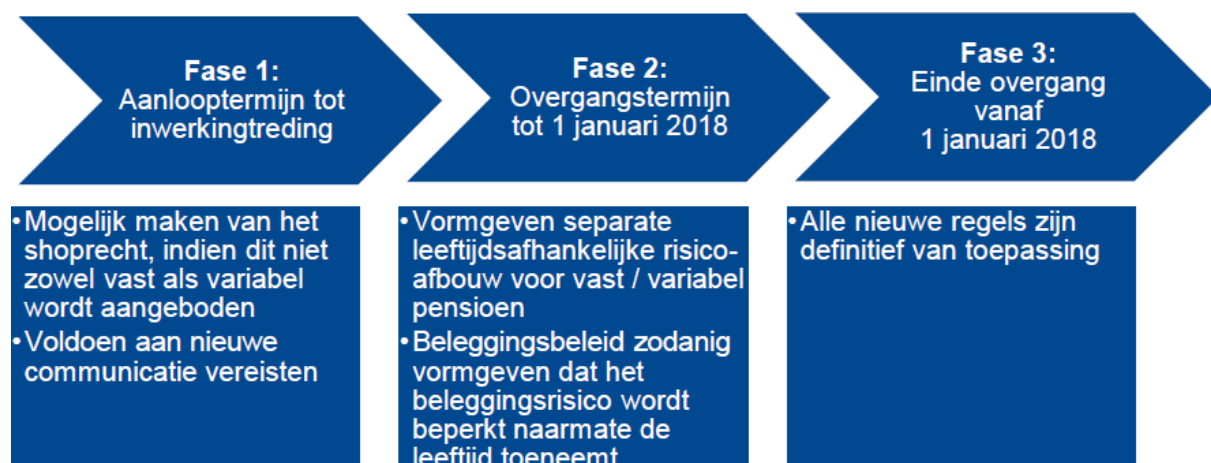 Fase 1:
Aanlooptermijn tot
inwerkingtreding
Fase 2:
Overgangstermijn
tot 1 januari 2018
Fase 3:
Einde overgang
vanaf
1 januari 2018
•Mogelijk maken van het
shoprecht, indien dit niet
zowel vast als variabel
wordt aangeboden
•Voldoen aan nieuwe
communicatie vereisten
•Vormgeven separate
leeftijdsafhankelijke risico-
afbouw voor vast / variabel
pensioen
•Beleggingsbeleid zodanig
vormgeven dat het
beleggingsrisico wordt
beperkt naarmate de
leeftijd toeneemt
•Alle nieuwe regels zijn
definitief van toepassing